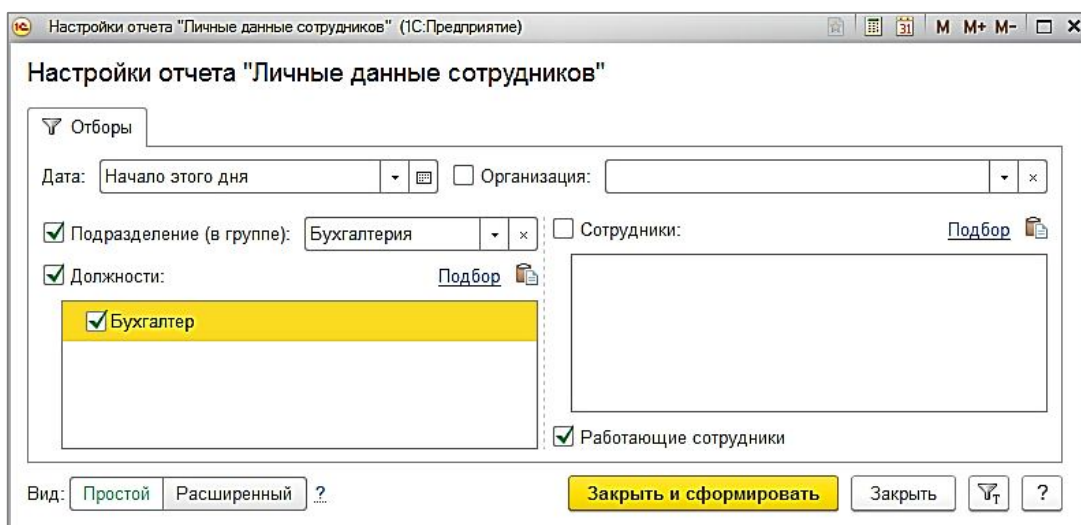 Настройки отчета "Личные данные сотрудников" (1С:Предприятие) 31 M M+ M-
Настройки отчета "Личные данные сотрудников"
Отборы
Дата: Начало этого дня Организация:
Подразделение (в группе): Бухгалтерия Сотрудники: Подбор
Должности: Подбор
Бухгалтер
Работающие сотрудники
Вид: Простой Расширенный ? Закрыть и сформировать Закрыть ?